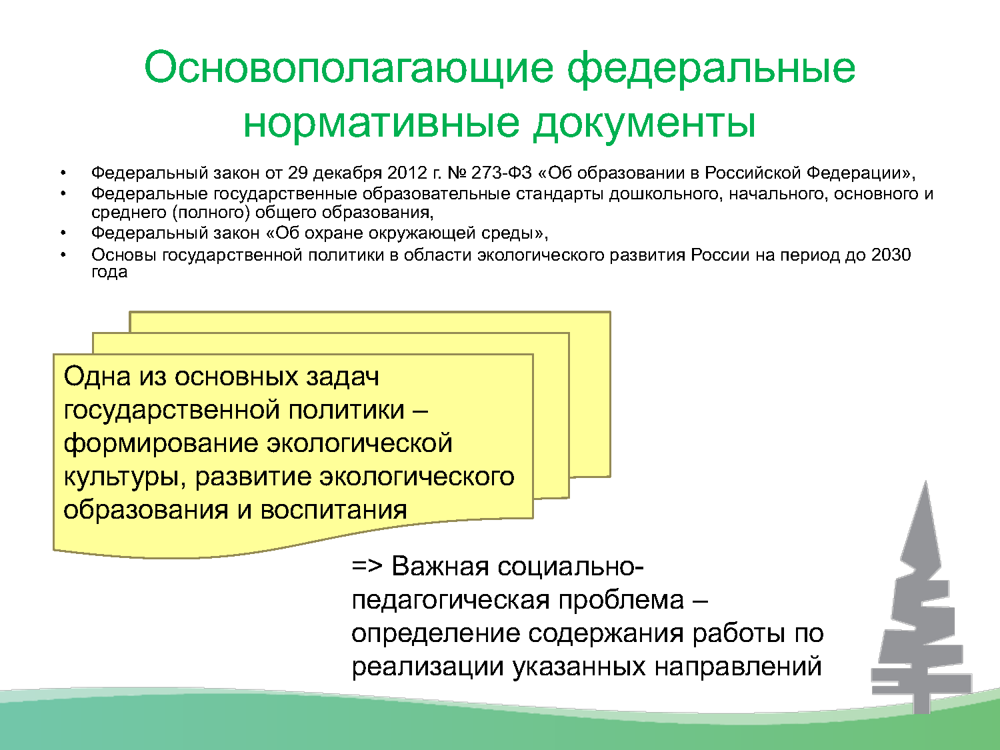 Основополагающие федеральные
нормативные документы
• Федеральный закон от 29 декабря 2012 г. № 273-ФЗ «Об образовании в Российской Федерации»,
• Федеральные государственные образовательные стандарты дошкольного, начального, основного и
среднего (полного) общего образования,
• Федеральный закон «Об охране окружающей среды»,
• Основы государственной политики в области экологического развития России на период до 2030
года
Одна из основных задач
государственной политики –
формирование экологической
культуры, развитие экологического
образования и воспитания
=> Важная социально-
педагогическая проблема –
определение содержания работы по
реализации указанных направлений